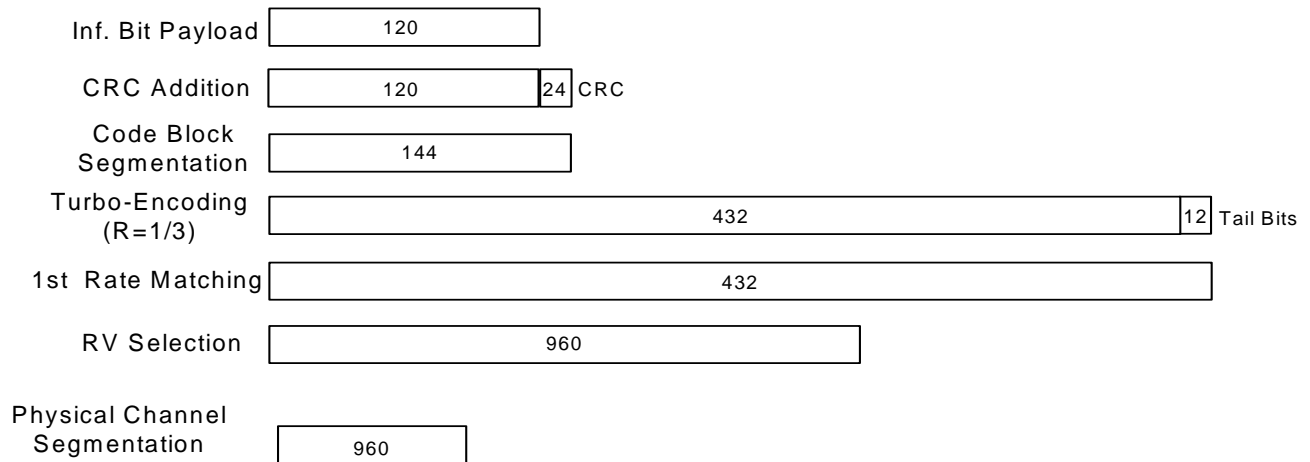 Inf. Bit Payload 120
CRC Addition 120 24 CRC
Code Block
Segmentation 144
Turbo-Encoding
(R=1/3) 432 12 Tail Bits
1st Rate Matching 432
RV Selection 960
Physical Channel
Segmentation 960